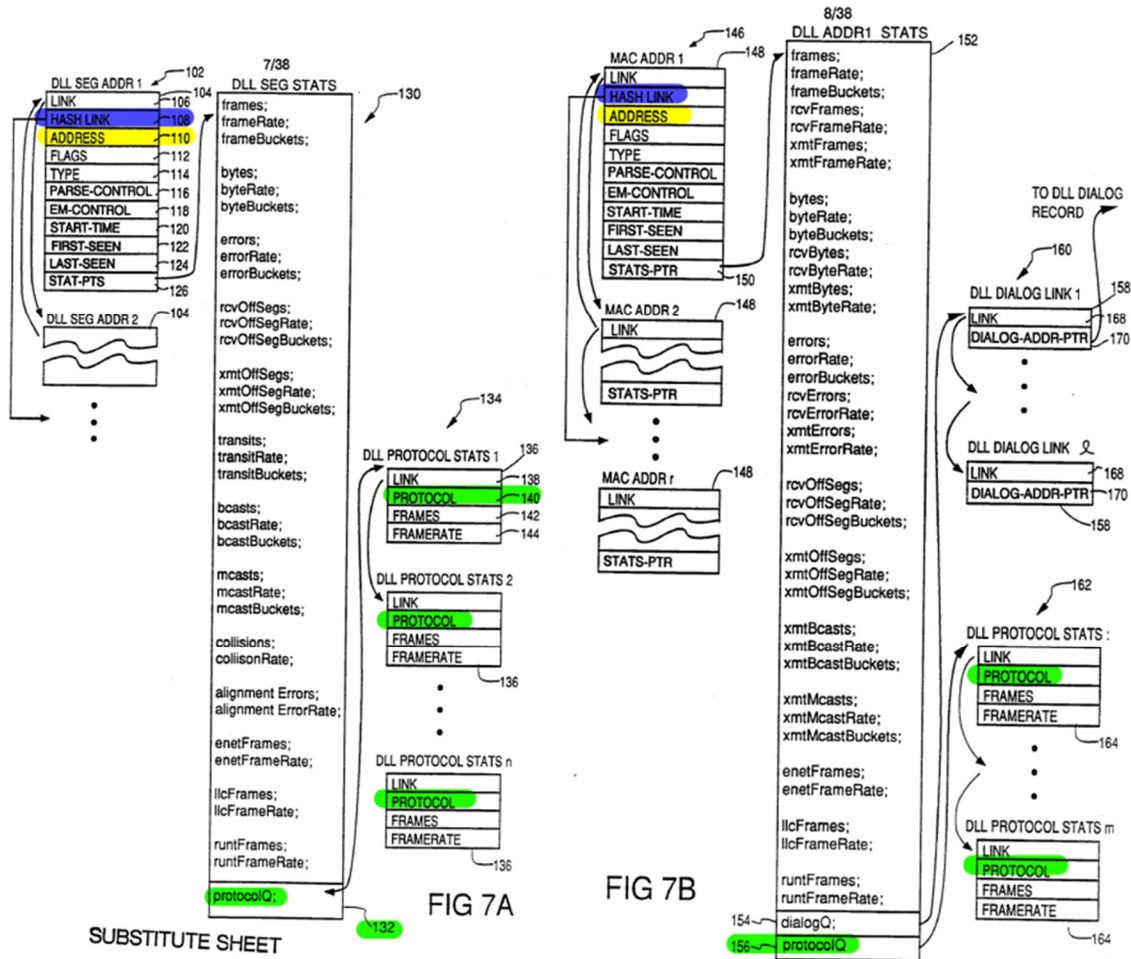 7/38
DLL SEG ADDR 1
102
104
LINK
106
HASH LINK
108
ADDRESS
110
FLAGS
112
TYPE
114
PARSE-CONTROL
116
EM-CONTROL
118
START-TIME
120
FIRST-SEEN
122
LAST-SEEN
124
STAT-PTS
126
DLL SEG ADDR 2
104
DLL SEG STATS
130
frames;
frameRate;
frameBuckets;
bytes;
byteRate;
byteBuckets;
errors;
errorRate;
errorBuckets;
rcvOffSegs;
rcvOffSegRate;
rcvOffSegBuckets;
xmtOffSegs;
xmtOffSegRate;
xmtOffSegBuckets;
transits;
transitRate;
transitBuckets;
bcasts;
bcastRate;
bcastBuckets;
mcasts;
mcastRate;
mcastBuckets;
collisions;
collisonRate;
alignment Errors;
alignment ErrorRate;
enetFrames;
enetFrameRate;
llcFrames;
llcFrameRate;
runtFrames;
runtFrameRate;
protocolQ;
132
134
DLL PROTOCOL STATS 1
136
LINK
138
PROTOCOL
140
FRAMES
142
FRAMERATE
144
DLL PROTOCOL STATS 2
LINK
PROTOCOL
FRAMES
FRAMERATE
136
DLL PROTOCOL STATS n
LINK
PROTOCOL
FRAMES
FRAMERATE
136
FIG 7A
SUBSTITUTE SHEET
8/38
146
MAC ADDR 1
148
LINK
HASH LINK
ADDRESS
FLAGS
TYPE
PARSE-CONTROL
EM-CONTROL
START-TIME
FIRST-SEEN
LAST-SEEN
STATS-PTR
150
MAC ADDR 2
148
LINK
STATS-PTR
MAC ADDR r
148
LINK
STATS-PTR
DLL ADDR1 STATS
152
frames;
frameRate;
frameBuckets;
rcvFrames;
rcvFrameRate;
xmtFrames;
xmtFrameRate;
bytes;
byteRate;
byteBuckets;
rcvBytes;
rcvByteRate;
xmtBytes;
xmtByteRate;
errors;
errorRate;
errorBuckets;
rcvErrors;
rcvErrorRate;
xmtErrors;
xmtErrorRate;
rcvOffSegs;
rcvOffSegRate;
rcvOffSegBuckets;
xmtOffSegs;
xmtOffSegRate;
xmtOffSegBuckets;
xmtBcasts;
xmtBcastRate;
xmtBcastBuckets;
xmtMcasts;
xmtMcastRate;
xmtMcastBuckets;
enetFrames;
enetFrameRate;
llcFrames;
llcFrameRate;
runtFrames;
runtFrameRate;
154
dialogQ;
156
protocolQ
TO DLL DIALOG
RECORD
160
DLL DIALOG LINK 1
158
LINK
168
DIALOG-ADDR-PTR
170
DLL DIALOG LINK ℓ
LINK
168
DIALOG-ADDR-PTR
170
158
162
DLL PROTOCOL STATS :
LINK
PROTOCOL
FRAMES
FRAMERATE
164
DLL PROTOCOL STATS m
LINK
PROTOCOL
FRAMES
FRAMERATE
164
FIG 7B